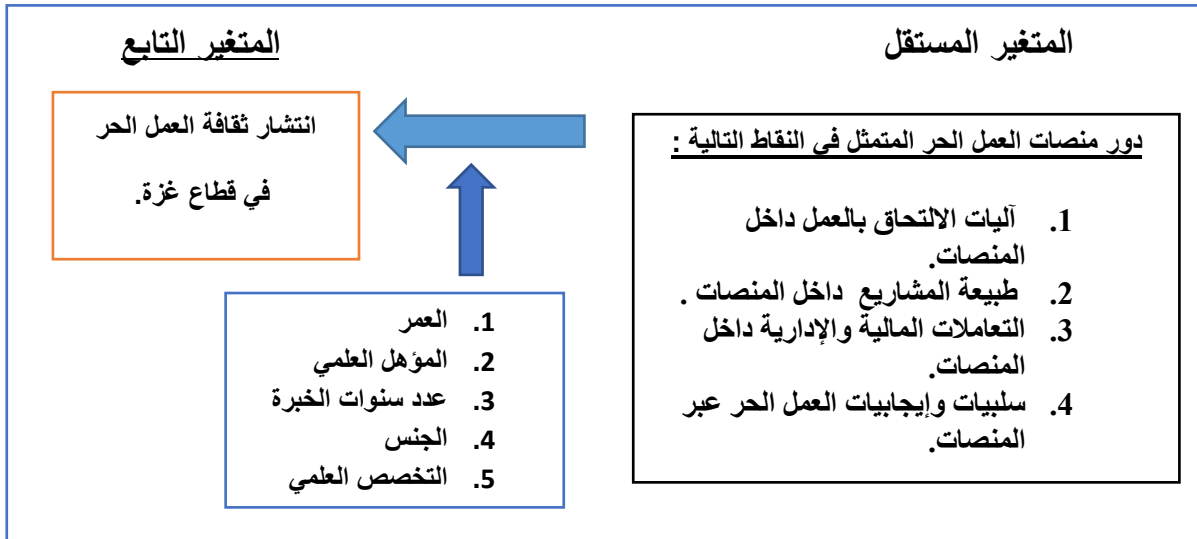 المتغير المستقل
دور منصات العمل الحر المتمثل في النقاط التالية :
1. آليات الالتحاق بالعمل داخل
المنصات.
2. طبيعة المشاريع داخل المنصات .
3. التعاملات المالية والإدارية داخل
المنصات.
4. سلبيات وإيجابيات العمل الحر عبر
المنصات.
المتغير التابع
انتشار ثقافة العمل الحر
في قطاع غزة.
1. العمر
2. المؤهل العلمي
3. عدد سنوات الخبرة
4. الجنس
5. التخصص العلمي